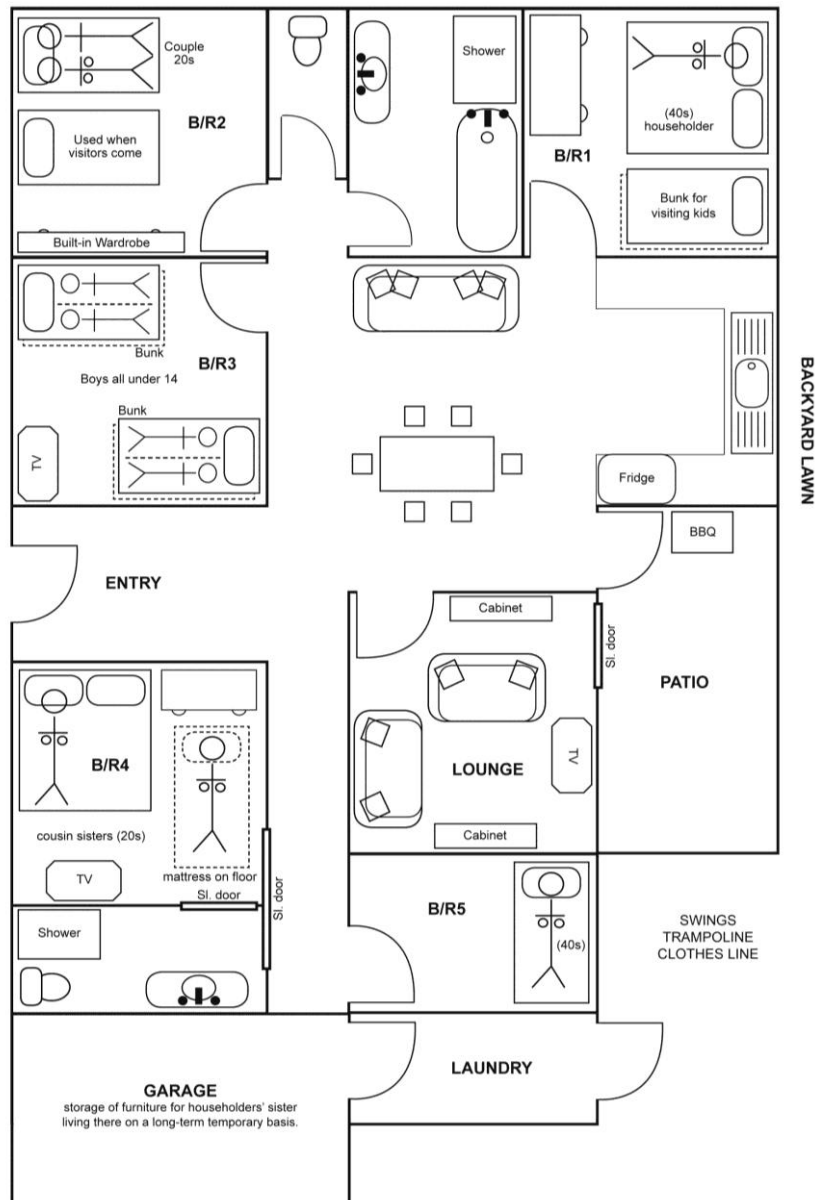 Couple
20s
B/R2
Used when
visitors come
Built-in Wardrobe
Shower
B/R1
(40s)
householder
Bunk for
visiting kids
Bunk
B/R3
Boys all under 14
Bunk
TV
Fridge
BACKYARD LAWN
ENTRY
BBQ
Cabinet
Sl. door
PATIO
B/R4
cousin sisters (20s)
TV
mattress on floor
Sl. door
Sl. door
LOUNGE
TV
Cabinet
Shower
B/R5
(40s)
SWINGS
TRAMPOLINE
CLOTHES LINE
LAUNDRY
GARAGE
storage of furniture for householders' sister
living there on a long-term temporary basis.